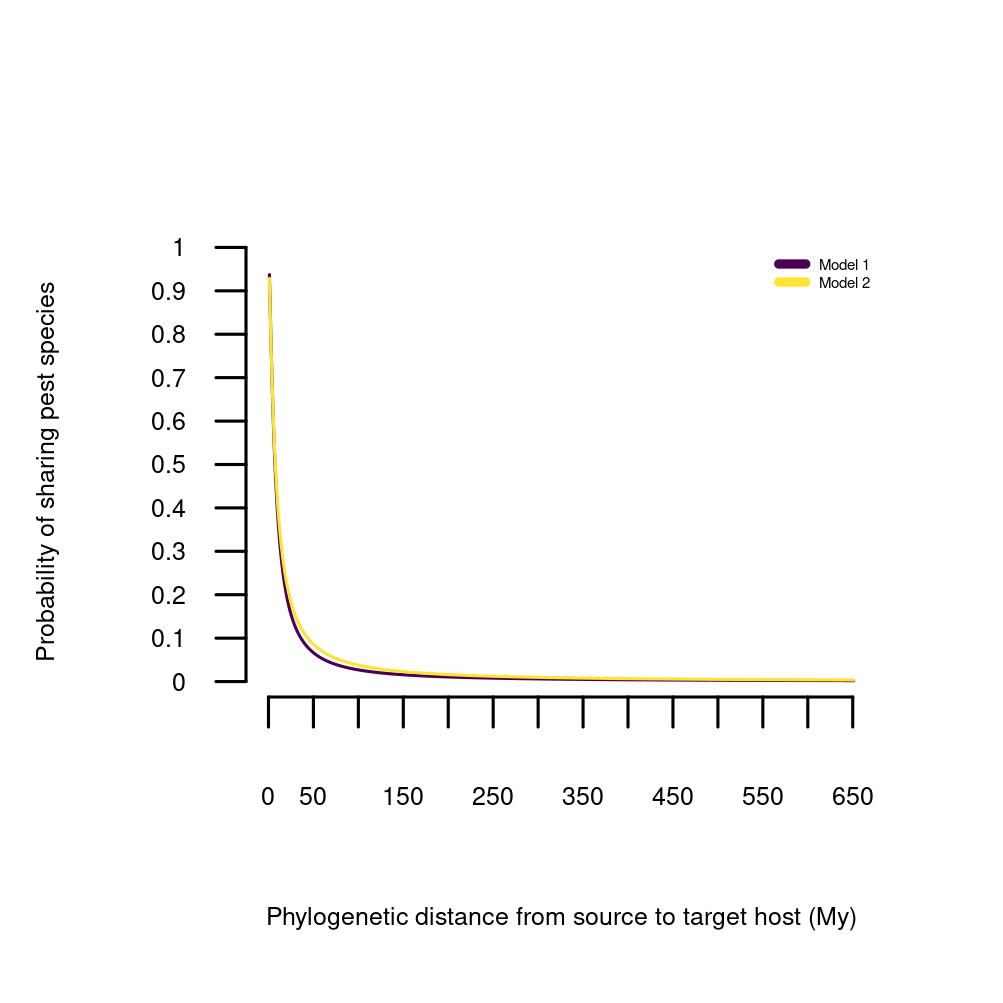 Probability of sharing pest species
1
0.9
0.8
0.7
0.6
0.5
0.4
0.3
0.2
0.1
0
Model 1
Model 2
0 50 150 250 350 450 550 650
Phylogenetic distance from source to target host (My)